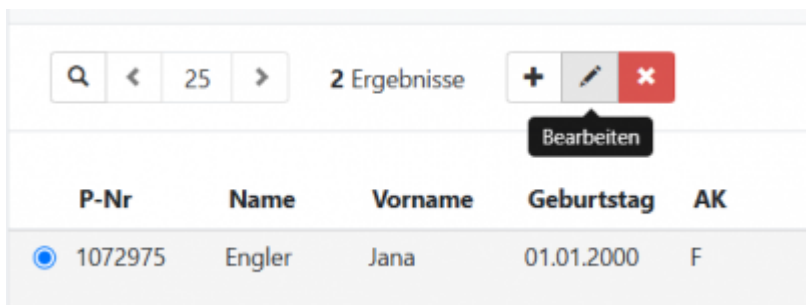 25 2 Ergebnisse
Bearbeiten
P-Nr Name Vorname Geburtstag AK
1072975 Engler Jana 01.01.2000 F